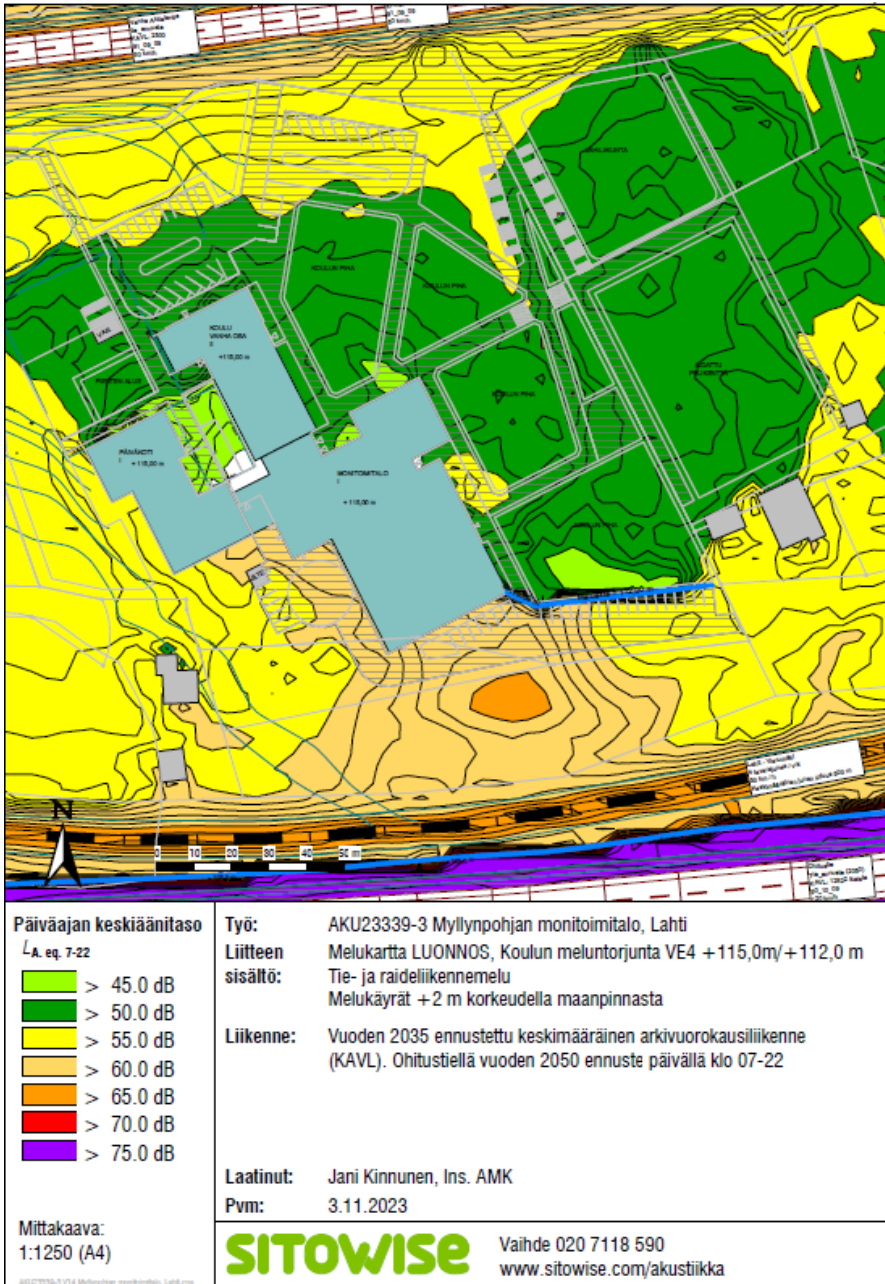 LÄHILIIKUNTA
KOULUN PIHA
KOULUN PIHA
KOULU
VANHA OSA
+115,00 m
KOULUN PIHA
PÄIVÄKOTI
I
+115,00 m
MONITOIMITALO
I
+115,00 m
KOULUN PIHA
N
0 10 20 30 40 50 m
Päiväajan keskiäänitaso
LA, eq, 7-22
> 45.0 dB
> 50.0 dB
> 55.0 dB
> 60.0 dB
> 65.0 dB
> 70.0 dB
> 75.0 dB
Mittakaava:
1:1250 (A4)
Työ: AKU23339-3 Myllynpohjan monitoimitalo, Lahti
Liitteen sisältö: Melukartta LUONNOS, Koulun meluntorjunta VE4 +115,0m/+112,0 m
Tie- ja raideliikennemelu
Melukäyrät +2 m korkeudella maanpinnasta
Liikenne: Vuoden 2035 ennustettu keskimääräinen arkivuorokausiliikenne
(KAVL). Ohitustiellä vuoden 2050 ennuste päivällä klo 07-22
Laatinut: Jani Kinnunen, Ins. AMK
Pvm: 3.11.2023
SITOWISE
Vaihde 020 7118 590
www.sitowise.com/akustiikka